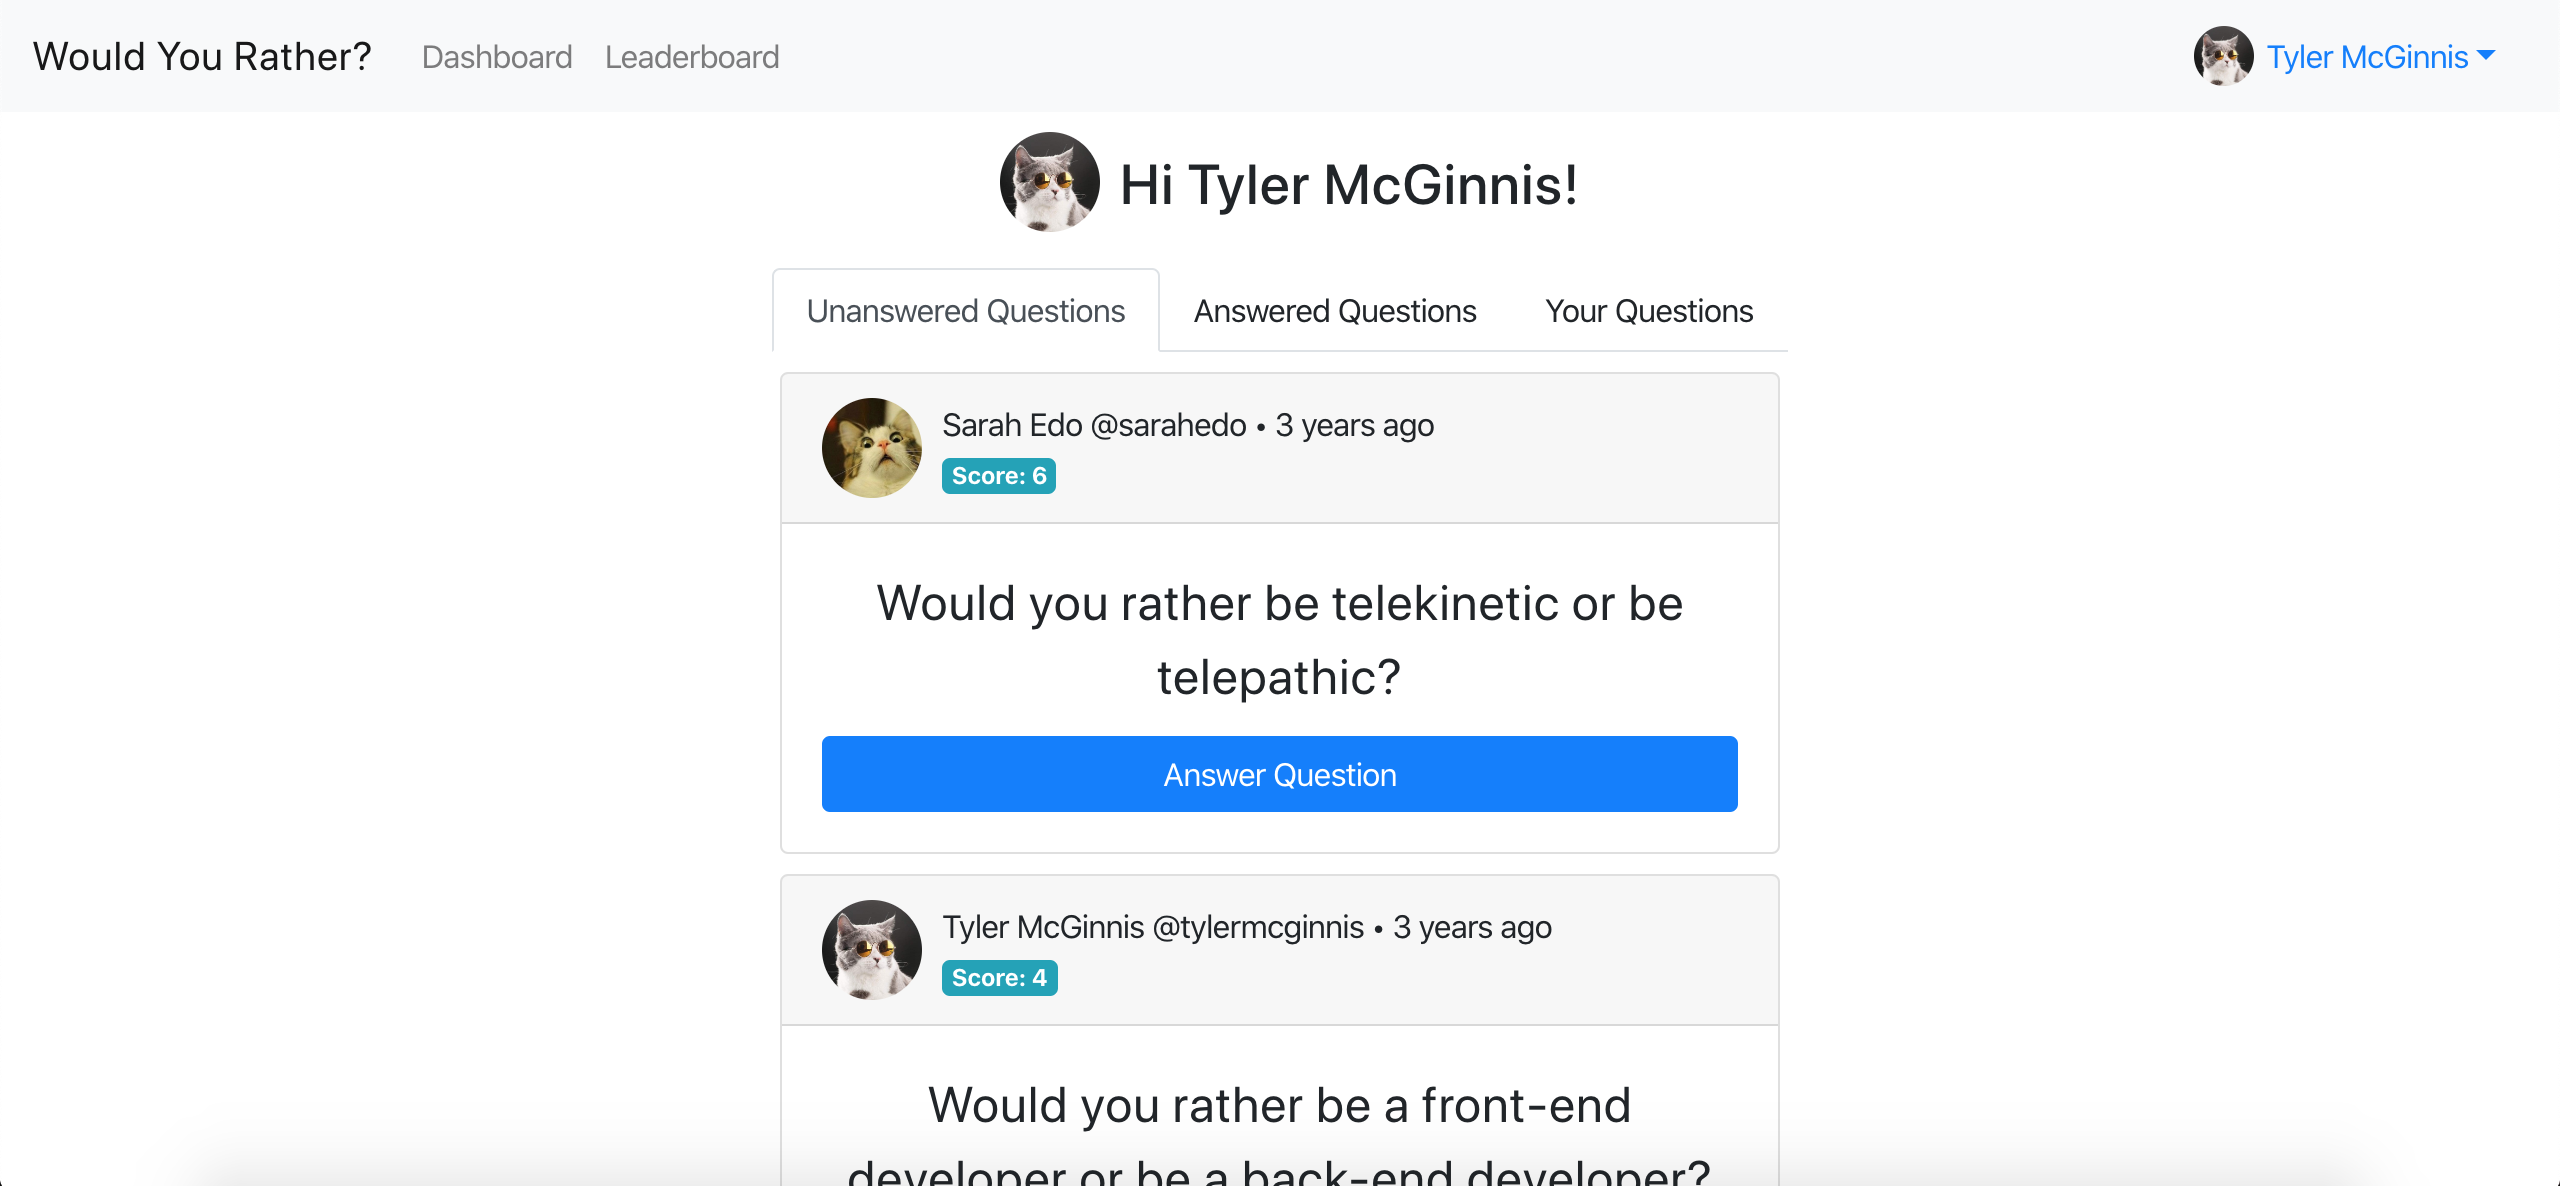 Would You Rather? Dashboard Leaderboard Tyler McGinnis
Hi Tyler McGinnis!
Unanswered Questions Answered Questions Your Questions
Sarah Edo @sarahedo • 3 years ago
Score: 6
Would you rather be telekinetic or be
telepathic?
Answer Question
Tyler McGinnis @tylermcginnis • 3 years ago
Score: 4
Would you rather be a front-end
developer or be a back-end developer?